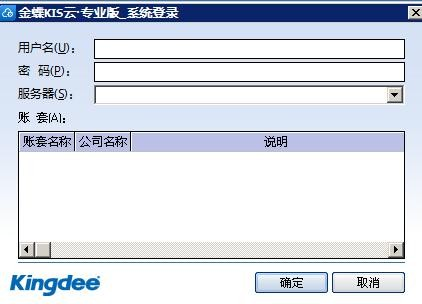 金蝶KIS云·专业版_系统登录
用户名(U):
密 码(P):
服务器(S):
账 套(A):
账套名称 公司名称 说明
Kingdee 确定 取消